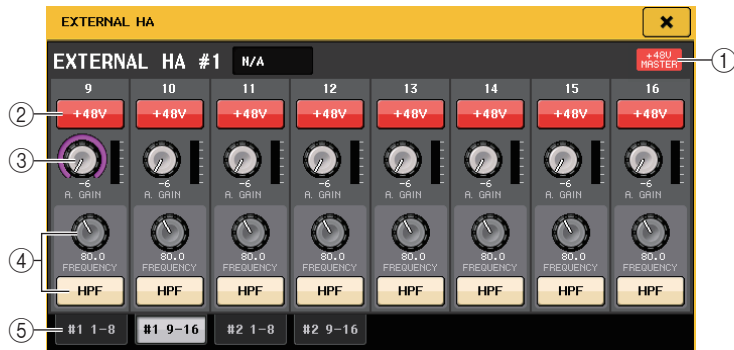 EXTERNAL HA
EXTERNAL HA #1 N/A +48V MASTER ①
9 10 11 12 13 14 15 16
② +48V +48V +48V +48V +48V +48V +48V +48V
③ -6 -6 -6 -6 -6 -6 -6 -6
A. GAIN A. GAIN A. GAIN A. GAIN A. GAIN A. GAIN A. GAIN A. GAIN
④ 80.0 80.0 80.0 80.0 80.0 80.0 80.0 80.0
FREQUENCY FREQUENCY FREQUENCY FREQUENCY FREQUENCY FREQUENCY FREQUENCY FREQUENCY
HPF HPF HPF HPF HPF HPF HPF HPF
⑤ #1 1-8 #1 9-16 #2 1-8 #2 9-16